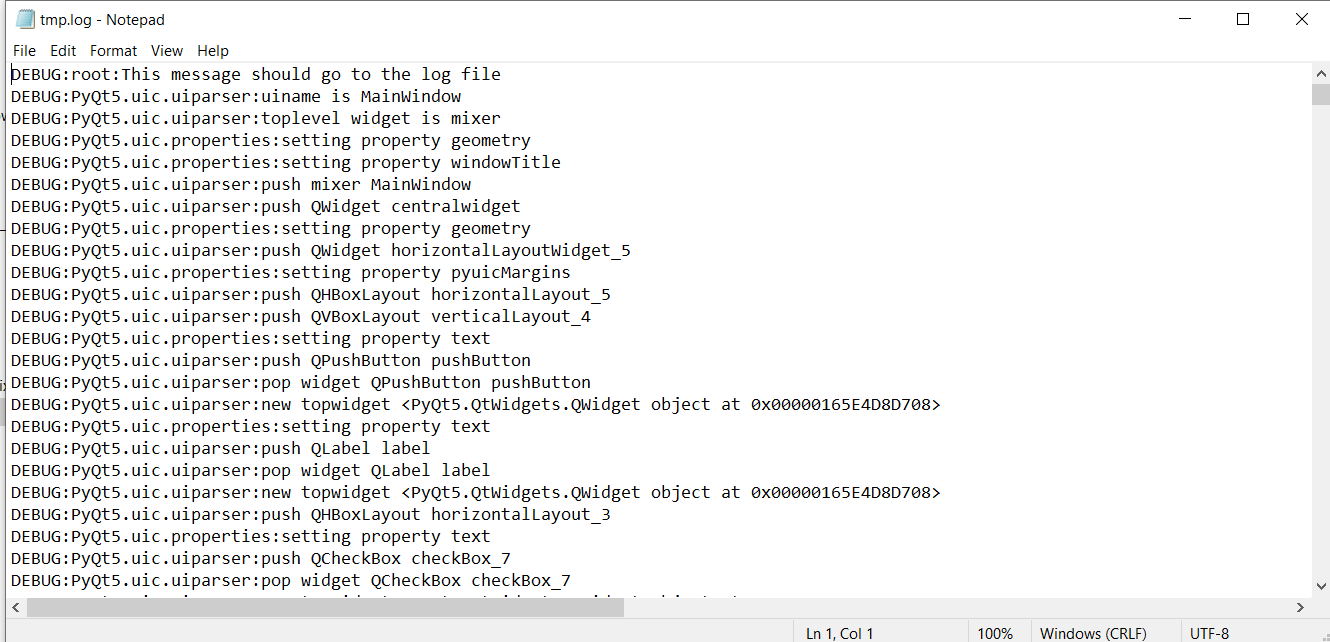 tmp.log - Notepad
File Edit Format View Help
DEBUG:root:This message should go to the log file
DEBUG:PyQt5.uic.uiparser:uiname is MainWindow
DEBUG:PyQt5.uic.uiparser:toplevel widget is mixer
DEBUG:PyQt5.uic.properties:setting property geometry
DEBUG:PyQt5.uic.properties:setting property windowTitle
DEBUG:PyQt5.uic.uiparser:push mixer MainWindow
DEBUG:PyQt5.uic.uiparser:push QWidget centralwidget
DEBUG:PyQt5.uic.properties:setting property geometry
DEBUG:PyQt5.uic.uiparser:push QWidget horizontalLayoutWidget_5
DEBUG:PyQt5.uic.properties:setting property pyuicMargins
DEBUG:PyQt5.uic.uiparser:push QHBoxLayout horizontalLayout_5
DEBUG:PyQt5.uic.uiparser:push QVBoxLayout verticalLayout_4
DEBUG:PyQt5.uic.properties:setting property text
DEBUG:PyQt5.uic.uiparser:push QPushButton pushButton
DEBUG:PyQt5.uic.uiparser:pop widget QPushButton pushButton
DEBUG:PyQt5.uic.uiparser:new topwidget <PyQt5.QtWidgets.QWidget object at 0x00000165E4D8D708>
DEBUG:PyQt5.uic.properties:setting property text
DEBUG:PyQt5.uic.uiparser:push QLabel label
DEBUG:PyQt5.uic.uiparser:pop widget QLabel label
DEBUG:PyQt5.uic.uiparser:new topwidget <PyQt5.QtWidgets.QWidget object at 0x00000165E4D8D708>
DEBUG:PyQt5.uic.uiparser:push QHBoxLayout horizontalLayout_3
DEBUG:PyQt5.uic.properties:setting property text
DEBUG:PyQt5.uic.uiparser:push QCheckBox checkBox_7
DEBUG:PyQt5.uic.uiparser:pop widget QCheckBox checkBox_7
Ln 1, Col 1 100% Windows (CRLF) UTF-8